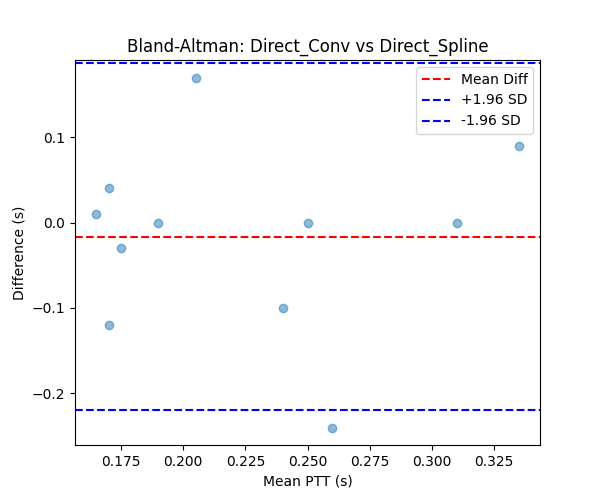 Bland-Altman: Direct_Conv vs Direct_Spline
Mean Diff
+1.96 SD
-1.96 SD
Difference (s)
0.1
0.0
−0.1
−0.2
0.175
0.200
0.225
0.250
0.275
0.300
0.325
Mean PTT (s)